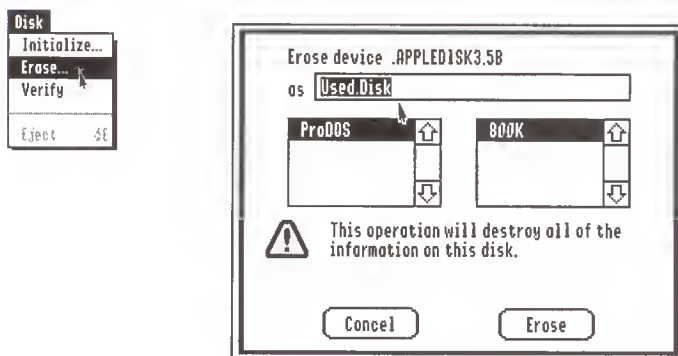 Disk
Initialize...
Erase...
Verify
Eject ⌘E
Erase device .APPLEDISK3.5B
as Used.Disk
ProDOS
800K
This operation will destroy all of the
information on this disk.
Cancel
Erase